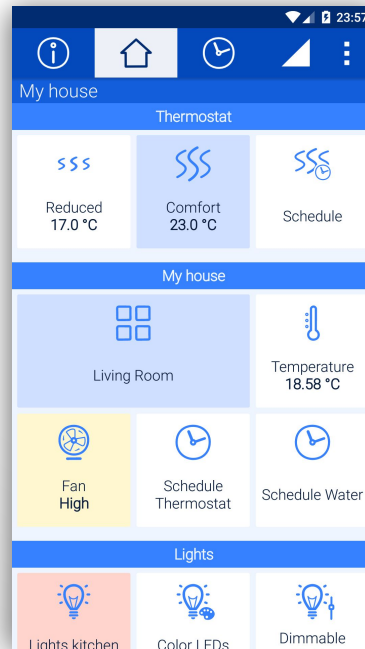 23:57
My house
Thermostat
Reduced
17.0 °C
Comfort
23.0 °C
Schedule
My house
Living Room
Temperature
18.58 °C
Fan
High
Schedule
Thermostat
Schedule Water
Lights
Lights kitchen
Color LEDs
Dimmable